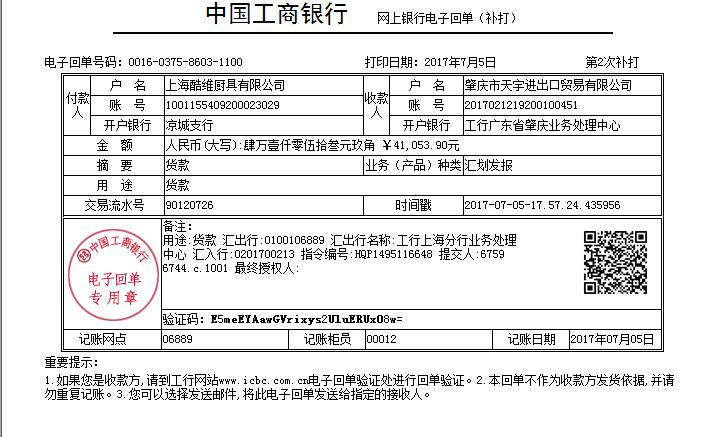 中国工商银行 网上银行电子回单（补打）
电子回单号码：0016-0375-8603-1100 打印日期：2017年7月5日 第2次补打
付款人 户 名 上海酷维厨具有限公司 收款人 户 名 肇庆市天宇进出口贸易有限公司
账 号 1001155409200023029 账 号 2017021219200100451
开户银行 凉城支行 开户银行 工行广东省肇庆业务处理中心
金 额 人民币(大写):肆万壹仟零伍拾叁元玖角 ￥41,053.90元
摘 要 货款 业务（产品）种类 汇划发报
用 途 货款
交易流水号 90120726 时间戳 2017-07-05-17.57.24.435956
中国工商银行
电子回单
专用章
备注：
用途:货款 汇出行:0100106889 汇出行名称:工行上海分行业务处理
中心 汇入行:0201700213 指令编号:HQP1495116648 提交人:6759
6744.c.1001 最终授权人:
验证码：E5meEYAawGVrixys2UluERUxO8w=
记账网点 06889 记账柜员 00012 记账日期 2017年07月05日
重要提示：
1.如果您是收款方,请到工行网站www.icbc.com.cn电子回单验证处进行回单验证。2.本回单不作为收款方发货依据,并请
勿重复记账。3.您可以选择发送邮件,将此电子回单发送给指定的接收人。